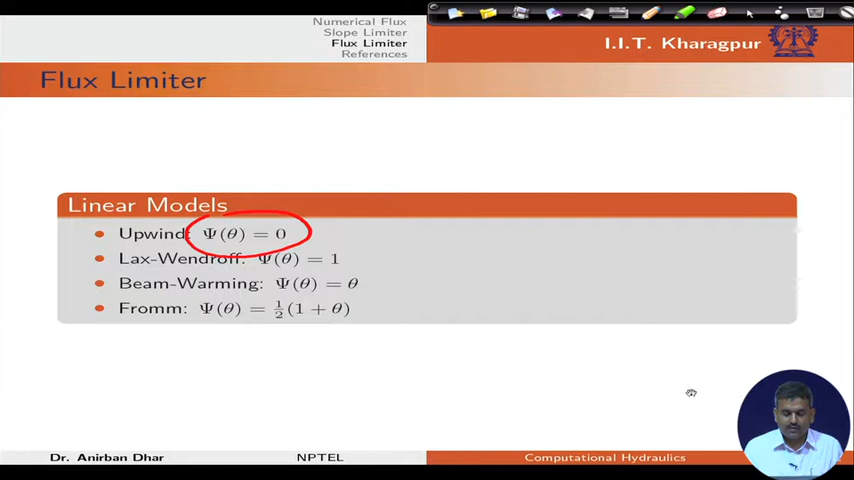 Numerical Flux
Slope Limiter
Flux Limiter
References
I.I.T. Kharagpur
Flux Limiter
Linear Models
Upwind: Ψ(θ) = 0
Lax-Wendroff: Ψ(θ) = 1
Beam-Warming: Ψ(θ) = θ
Fromm: Ψ(θ) = ½(1 + θ)
Dr. Anirban Dhar NPTEL Computational Hydraulics